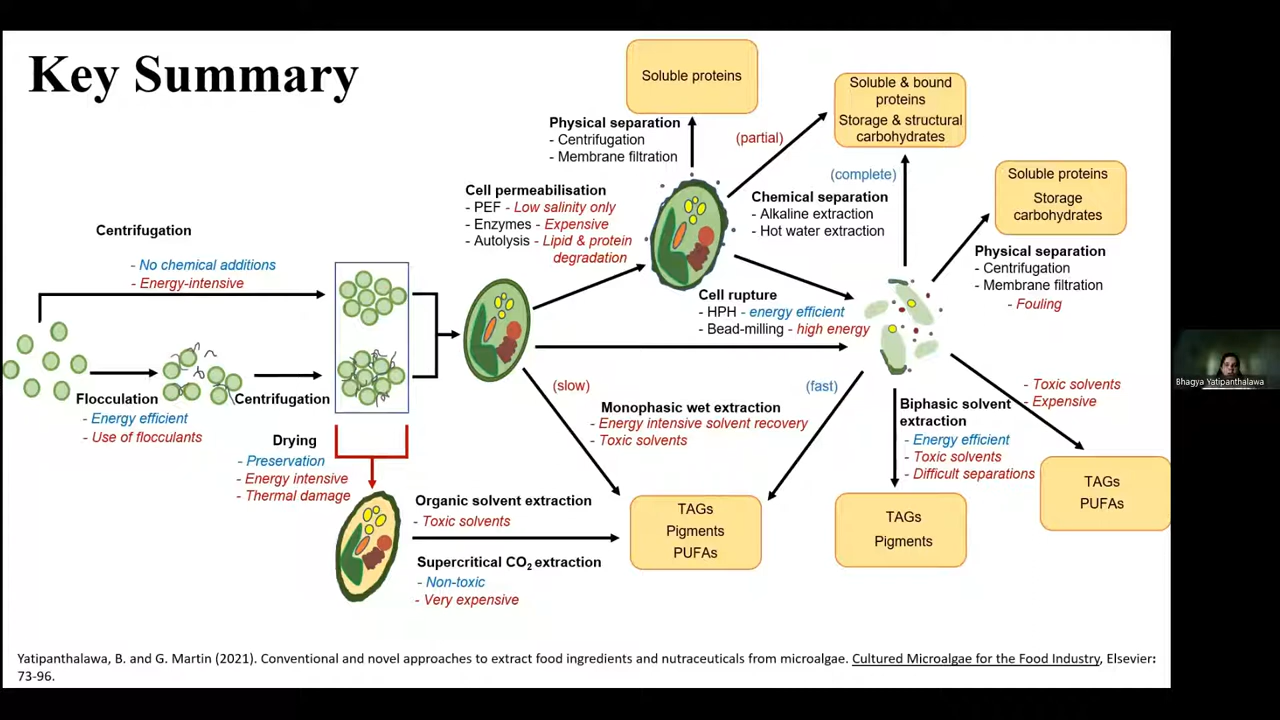 Key Summary
Soluble proteins
Physical separation
- Centrifugation
- Membrane filtration
(partial)
Soluble & bound
proteins
Storage & structural
carbohydrates
(complete)
Cell permeabilisation
- PEF - Low salinity only
- Enzymes - Expensive
- Autolysis - Lipid & protein
degradation
Chemical separation
- Alkaline extraction
- Hot water extraction
Soluble proteins
Storage
carbohydrates
Physical separation
- Centrifugation
- Membrane filtration
- Fouling
Centrifugation
- No chemical additions
- Energy-intensive
Cell rupture
- HPH - energy efficient
- Bead-milling - high energy
Flocculation
- Energy efficient
- Use of flocculants
Centrifugation
Drying
- Preservation
- Energy intensive
- Thermal damage
(slow)
Monophasic wet extraction
- Energy intensive solvent recovery
- Toxic solvents
(fast)
Biphasic solvent
extraction
- Energy efficient
- Toxic solvents
- Difficult separations
- Toxic solvents
- Expensive
Organic solvent extraction
- Toxic solvents
Supercritical CO₂ extraction
- Non-toxic
- Very expensive
TAGs
Pigments
PUFAs
TAGs
Pigments
TAGs
PUFAs
Bhagya Yatipanthalawa
Yatipanthalawa, B. and G. Martin (2021). Conventional and novel approaches to extract food ingredients and nutraceuticals from microalgae. Cultured Microalgae for the Food Industry, Elsevier:
73-96.